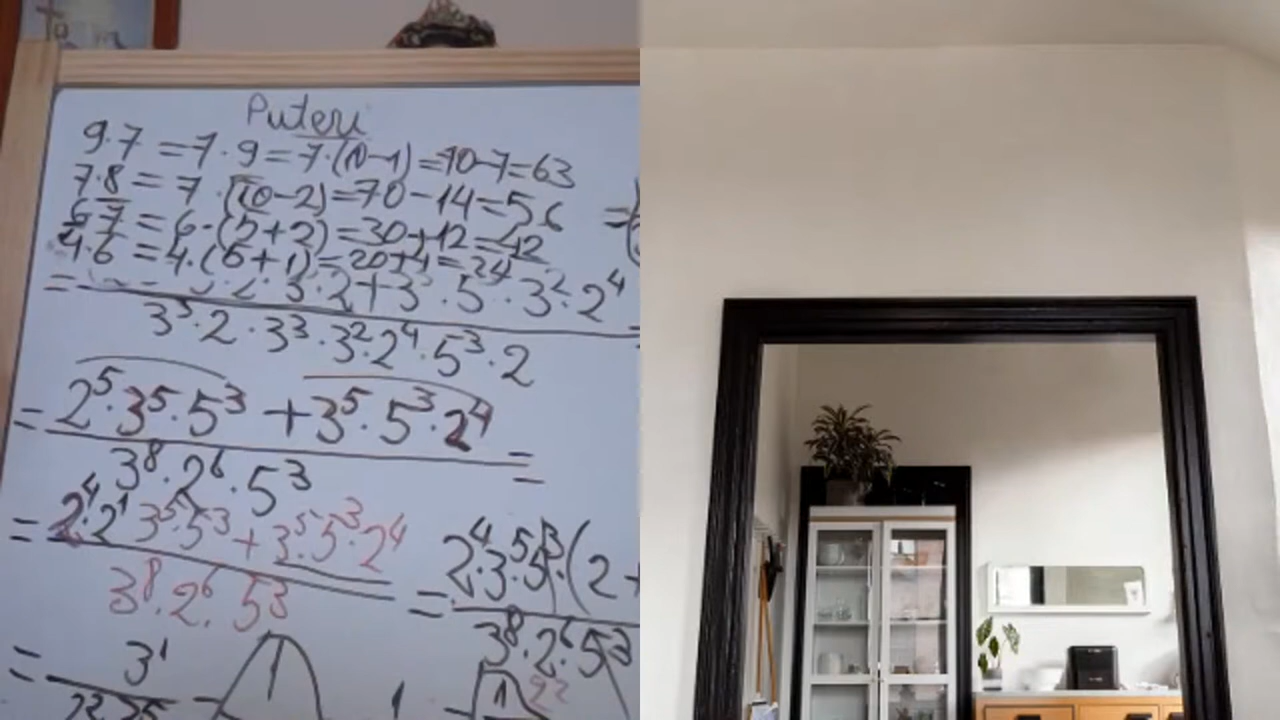 Puteri
9·7 = 7·9 = 7·(10-1) = 70-7=63
7·8 = 7·(10-2)=70-14=56
6·7 = 6·(5+2)=30+12=42
4·6 = 4·(5+1)=20+4=24
3³·2·3³·3²·2⁴·5³·2
= 2⁵·3⁵·5³ + 3⁵·5³·2⁴ =
3⁸·2⁶·5³
= 2⁴·2¹·3⁵·5³ + 3⁵·5³·2⁴ = 2⁴·3⁵·5³·(2+
3⁸·2⁶·5³ 3⁸·2⁶·5³
= 3¹